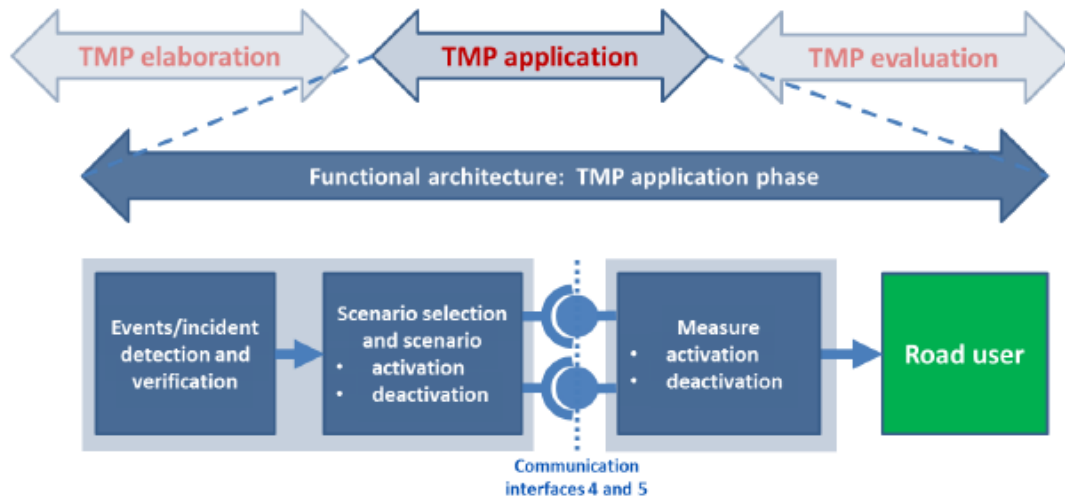 TMP elaboration
TMP application
TMP evaluation
Functional architecture: TMP application phase
Events/incident
detection and
verification
Scenario selection
and scenario
• activation
• deactivation
Measure
• activation
• deactivation
Road user
Communication
interfaces 4 and 5